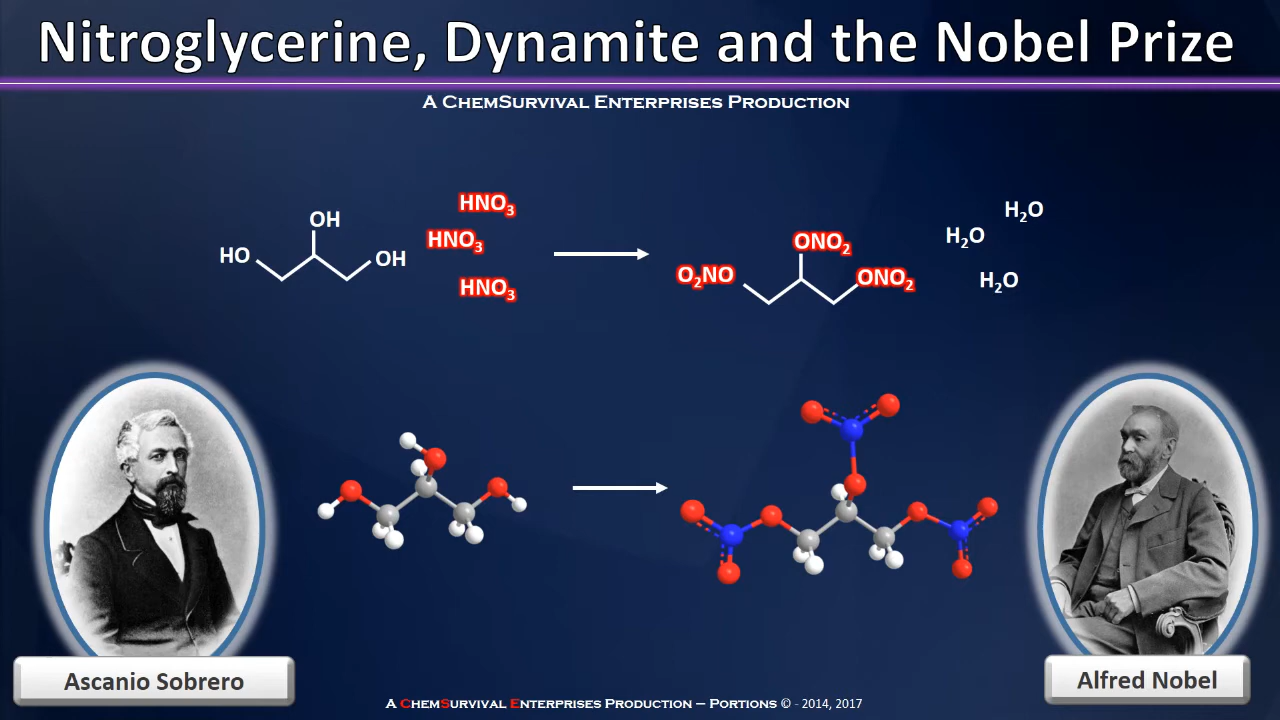 Nitroglycerine, Dynamite and the Nobel Prize
A ChemSurvival Enterprises Production
HO
OH
OH
HNO₃
HNO₃
HNO₃
O₂NO
ONO₂
ONO₂
H₂O
H₂O
H₂O
Ascanio Sobrero
Alfred Nobel
A ChemSurvival Enterprises Production – Portions © - 2014, 2017